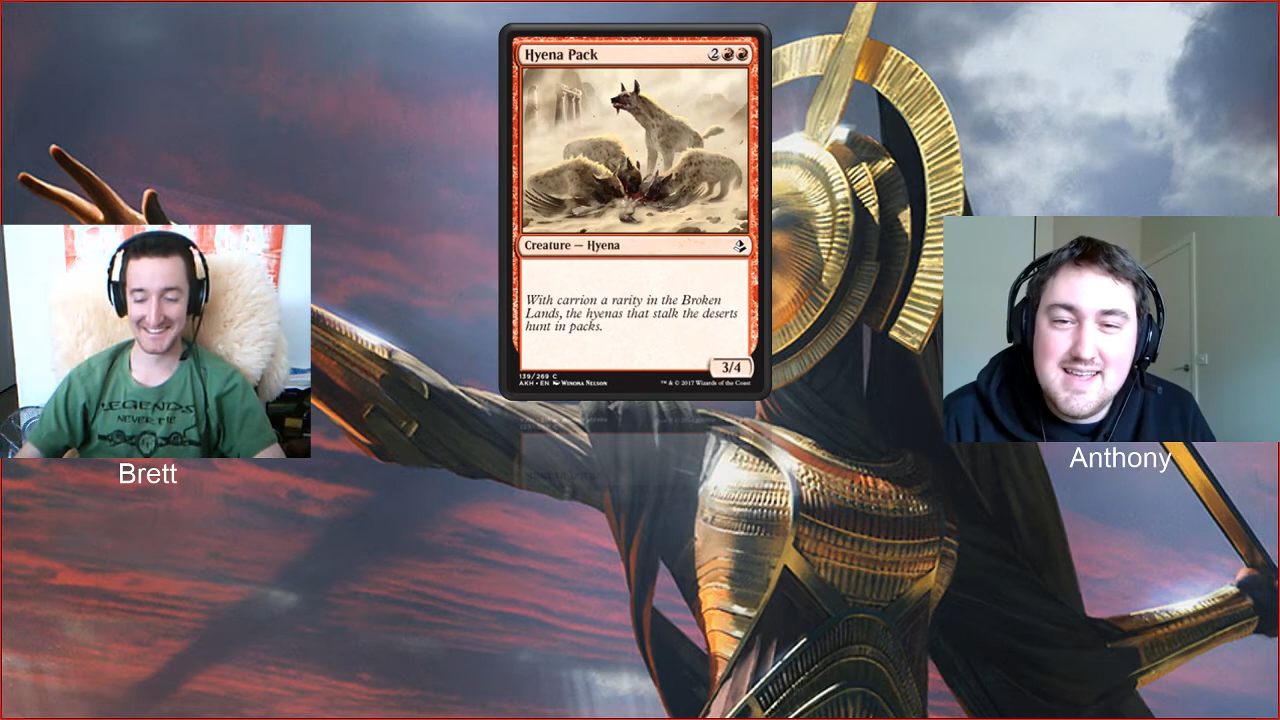 Hyena Pack 2
Creature — Hyena
With carrion a rarity in the Broken
Lands, the hyenas that stalk the deserts
hunt in packs.
3/4
139/269 C
AKH • EN Winona Nelson
™ & © 2017 Wizards of the Coast
LEGENDS
NEVER DIE
Brett
Anthony